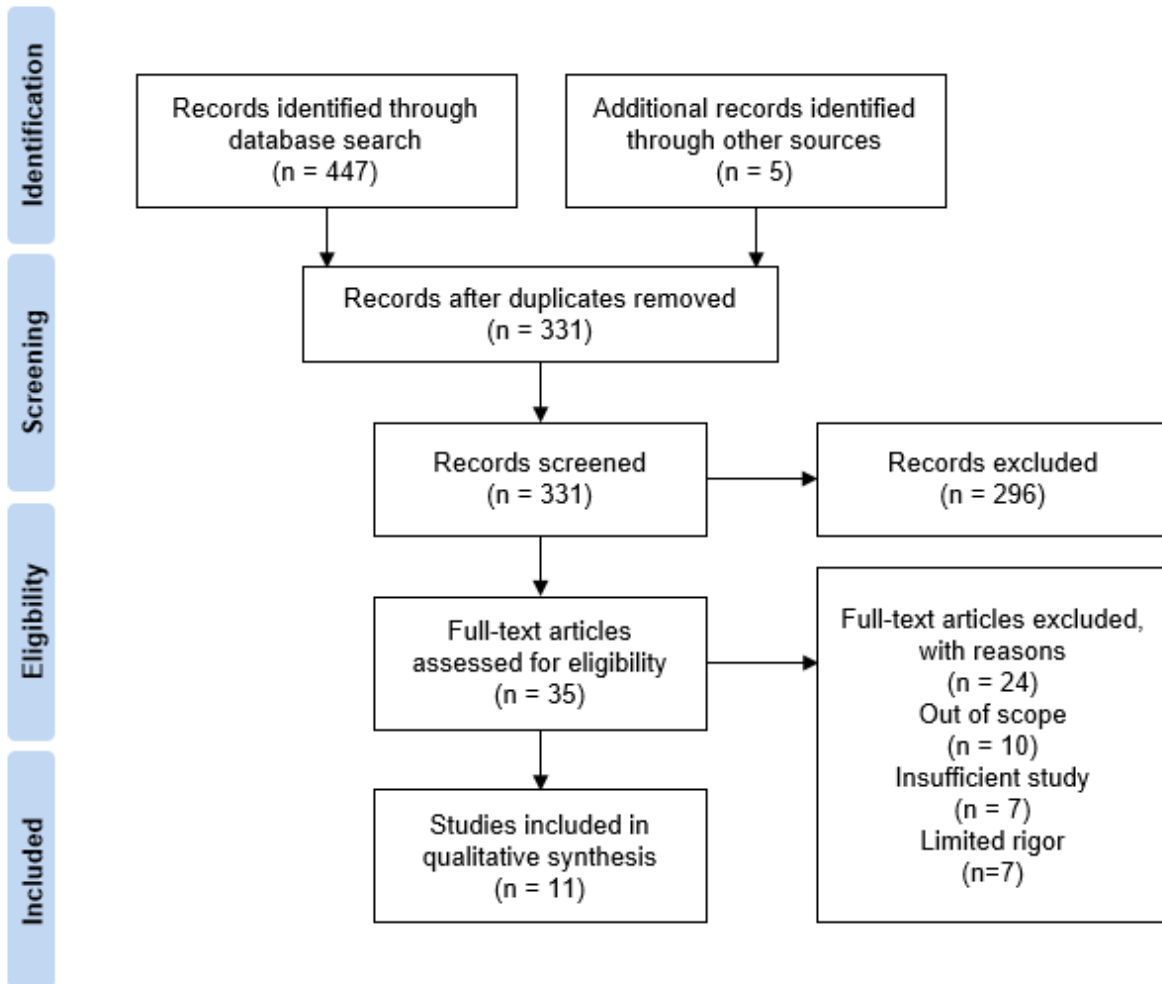 Identification
Records identified through
database search
(n = 447)
Additional records identified
through other sources
(n = 5)
Screening
Records after duplicates removed
(n = 331)
Records screened
(n = 331)
Records excluded
(n = 296)
Eligibility
Full-text articles
assessed for eligibility
(n = 35)
Full-text articles excluded,
with reasons
(n = 24)
Out of scope
(n = 10)
Insufficient study
(n = 7)
Limited rigor
(n=7)
Included
Studies included in
qualitative synthesis
(n = 11)